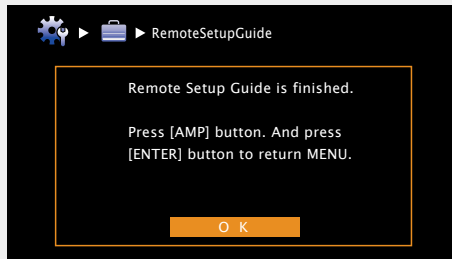 RemoteSetupGuide
Remote Setup Guide is finished.
Press [AMP] button. And press
[ENTER] button to return MENU.
O K